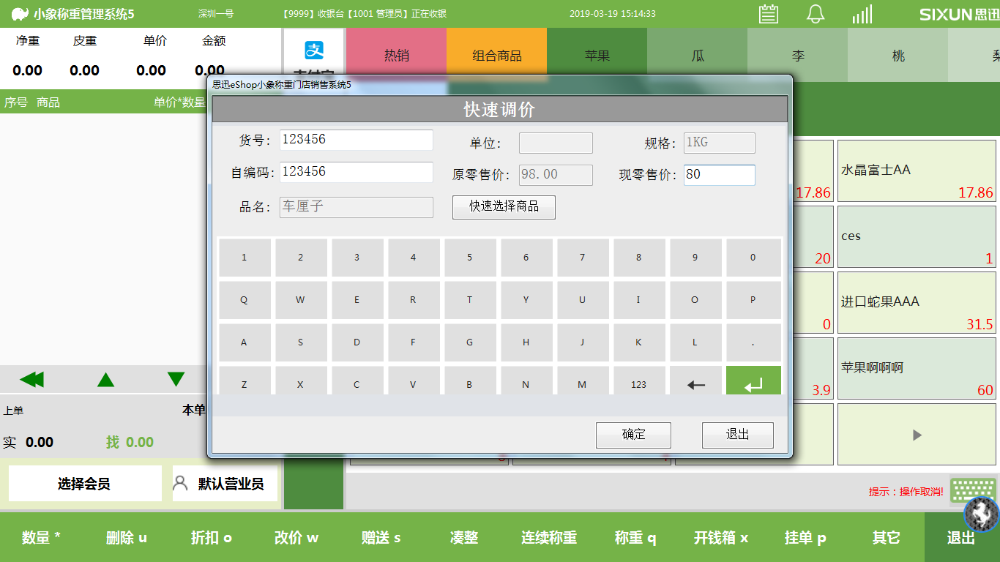 小象称重管理系统5 深圳一号 【9999】收银台【1001 管理员】正在收银 2019-03-19 15:14:33 SIXUN思迅
净重 皮重 单价 金额
0.00 0.00 0.00 0.00
热销 组合商品 苹果 瓜 李 桃
思迅eShop小象称重门店销售系统5
序号 商品 单价*数量
快速调价
货号: 123456 单位: 规格: 1KG
自编码: 123456 原零售价: 98.00 现零售价: 80
品名: 车厘子 快速选择商品
1 2 3 4 5 6 7 8 9 0
Q W E R T Y U I O P
A S D F G H J K L .
Z X C V B N M 123
确定 退出
17.86
水晶富士AA
17.86
20
ces
1
0
进口蛇果AAA
31.5
3.9
苹果啊啊啊
60
上单 本单
实 0.00 找 0.00
选择会员 默认营业员
提示：操作取消!
数量 * 删除 u 折扣 o 改价 w 赠送 s 凑整 连续称重 称重 q 开钱箱 x 挂单 p 其它 退出